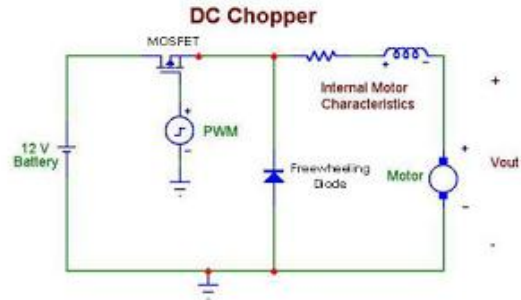 DC Chopper
MOSFET
+
-
Internal Motor
Characteristics
+
+
-
PWM
12 V
Battery
Freewheeling
Diode
Motor
+
-
Vout
-